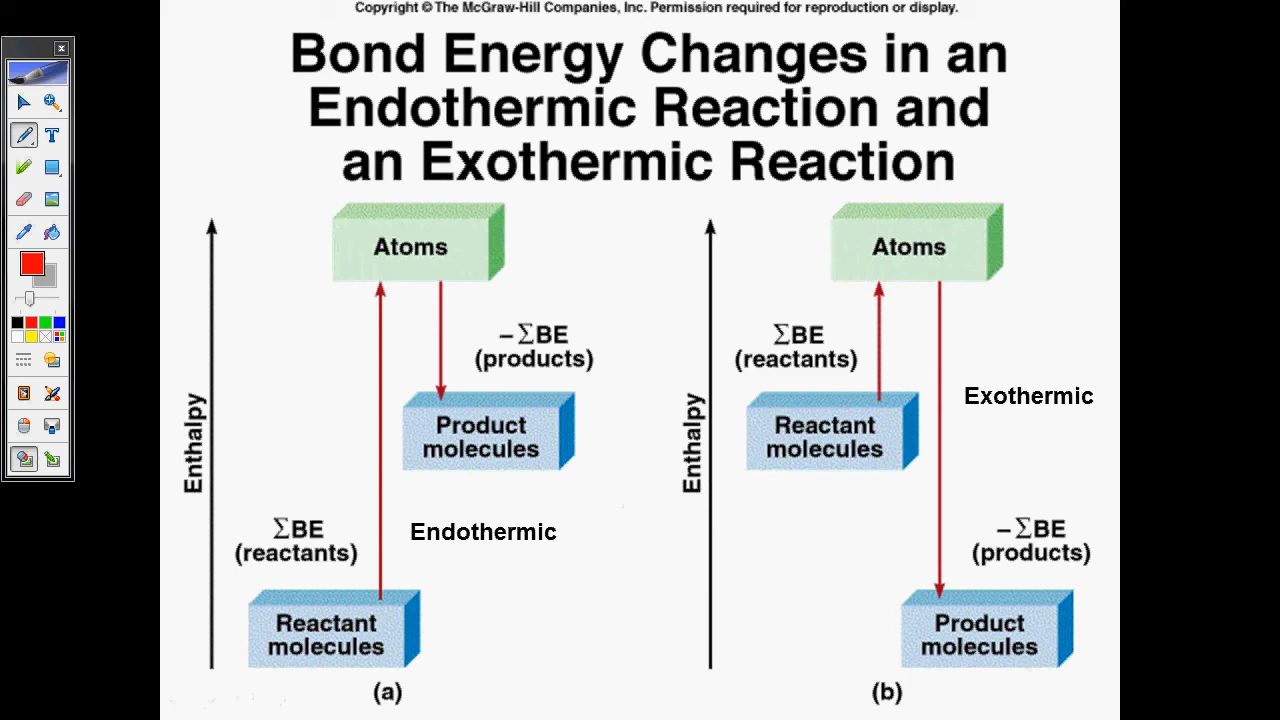 Copyright © The McGraw-Hill Companies, Inc. Permission required for reproduction or display.
Bond Energy Changes in an
Endothermic Reaction and
an Exothermic Reaction
Enthalpy
Atoms
– ΣBE
(products)
Product
molecules
ΣBE
(reactants)
Endothermic
Reactant
molecules
(a)
Enthalpy
Atoms
ΣBE
(reactants)
Exothermic
Reactant
molecules
– ΣBE
(products)
Product
molecules
(b)
T
x